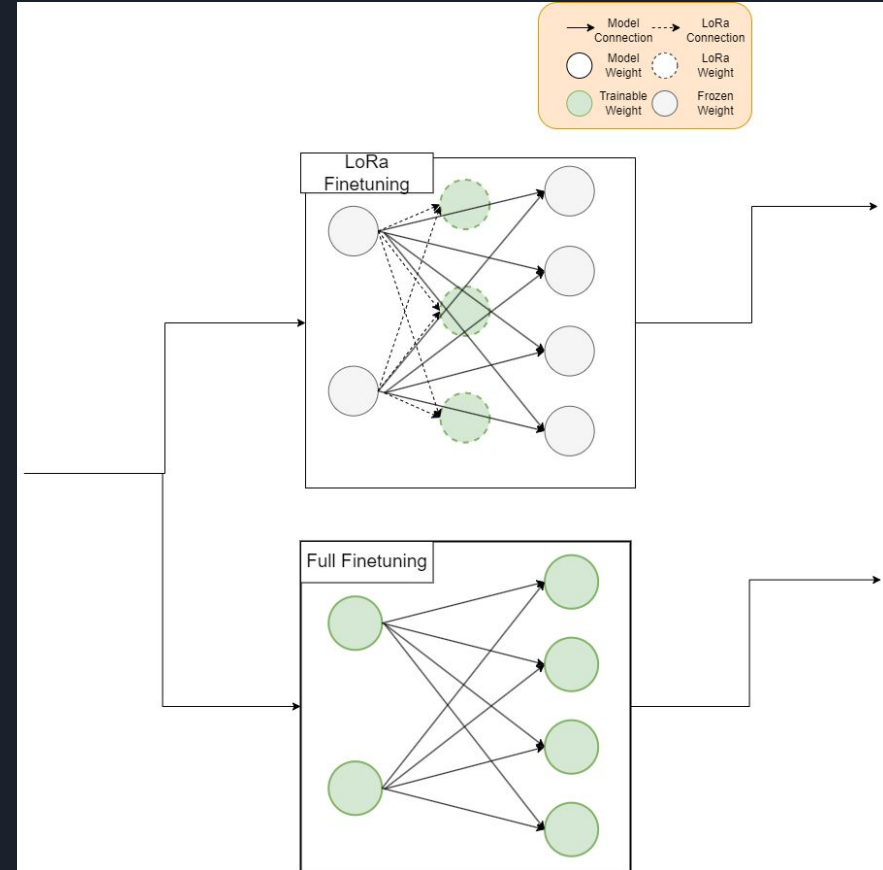 Model
Connection
LoRa
Connection
Model
Weight
LoRa
Weight
Trainable
Weight
Frozen
Weight
LoRa
Finetuning
Full Finetuning